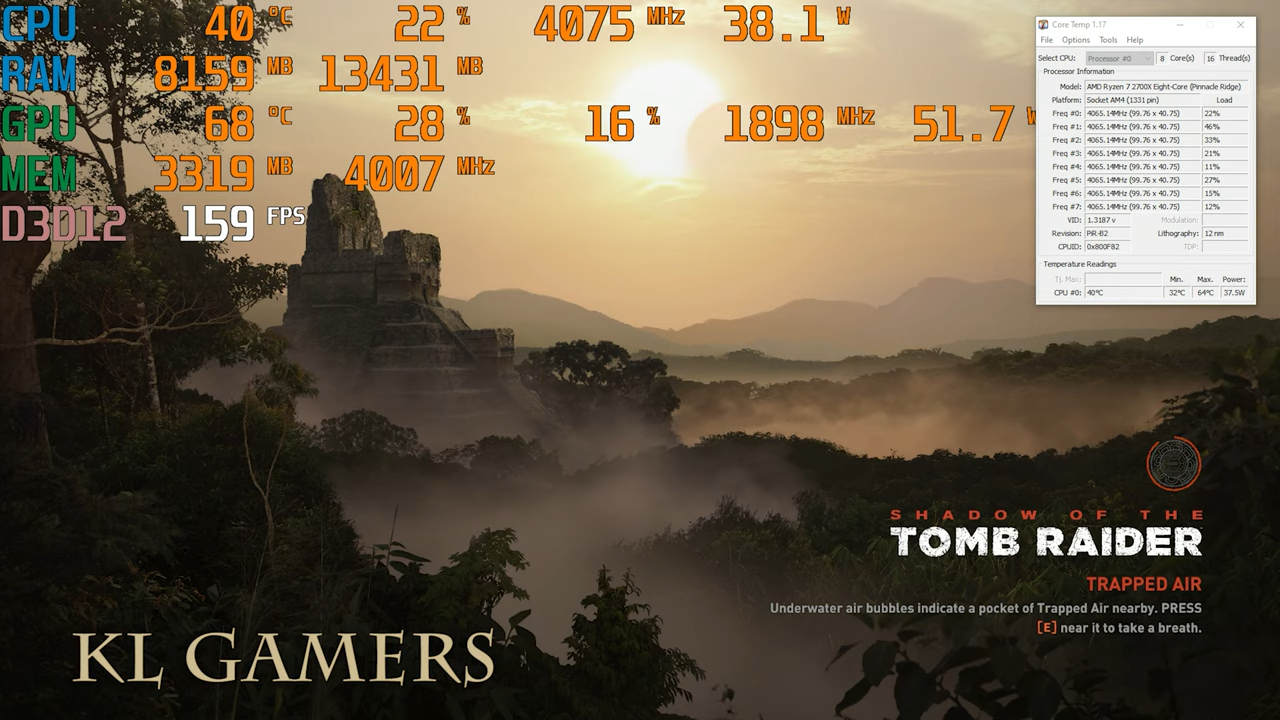 CPU 40 °C 22 % 4075 MHz 38.1 W
RAM 8159 MB 13431 MB
GPU 68 °C 28 % 16 % 1898 MHz 51.7 W
MEM 3319 MB 4007 MHz
D3D12 159 FPS
Core Temp 1.17
File Options Tools Help
Select CPU: Processor #0 8 Core(s) 16 Thread(s)
Processor Information
Model: AMD Ryzen 7 2700X Eight-Core (Pinnacle Ridge)
Platform: Socket AM4 (1331 pin) Load
Freq #0: 4065.14MHz (99.76 x 40.75) 22%
Freq #1: 4065.14MHz (99.76 x 40.75) 46%
Freq #2: 4065.14MHz (99.76 x 40.75) 33%
Freq #3: 4065.14MHz (99.76 x 40.75) 21%
Freq #4: 4065.14MHz (99.76 x 40.75) 11%
Freq #5: 4065.14MHz (99.76 x 40.75) 27%
Freq #6: 4065.14MHz (99.76 x 40.75) 15%
Freq #7: 4065.14MHz (99.76 x 40.75) 12%
VID: 1.3187 v Modulation:
Revision: PiR-B2 Lithography: 12 nm
CPUID: 0x800F82 TDP:
Temperature Readings
Tj. Max: Min. Max. Power:
CPU #0: 40°C 32°C 64°C 37.5W
SHADOW OF THE
TOMB RAIDER
TRAPPED AIR
Underwater air bubbles indicate a pocket of Trapped Air nearby. PRESS
[E] near it to take a breath.
KL GAMERS